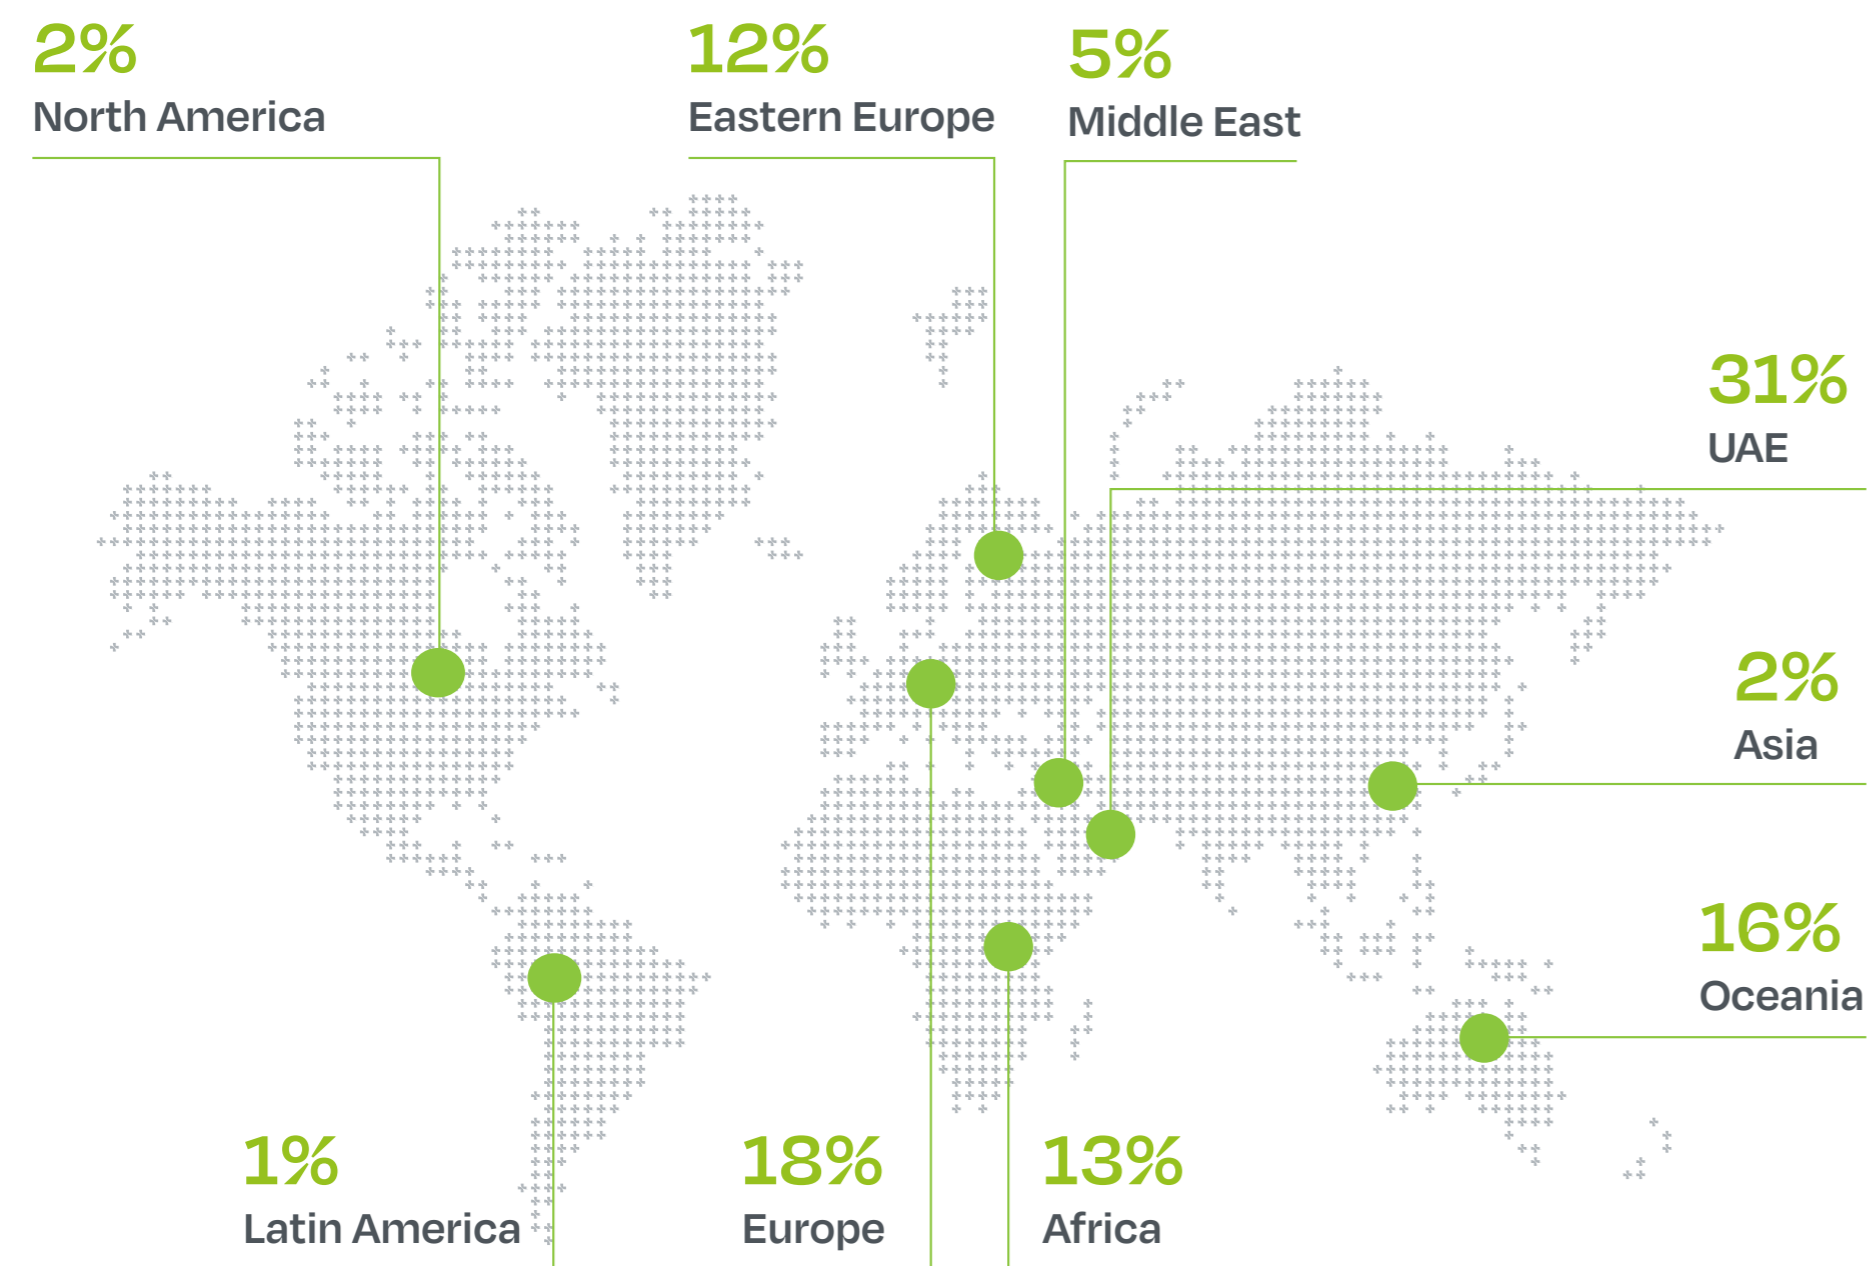 2%
North America
12%
Eastern Europe
5%
Middle East
31%
UAE
2%
Asia
16%
Oceania
1%
Latin America
18%
Europe
13%
Africa